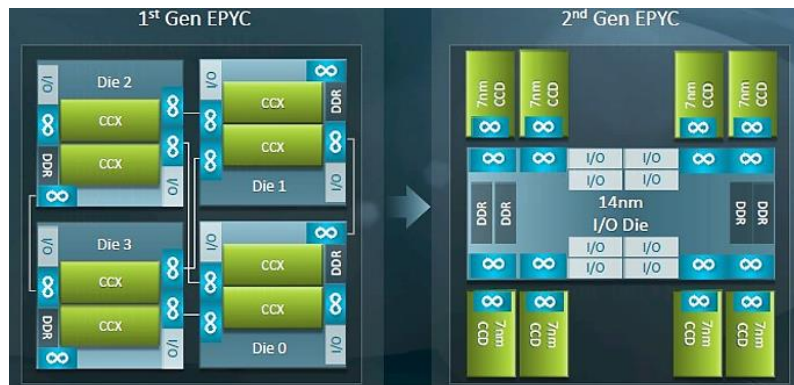 1st Gen EPYC
I/O
Die 2
CCX
CCX
DDR
I/O
I/O
CCX
DDR
CCX
Die 1
I/O
I/O
Die 3
CCX
CCX
DDR
I/O
I/O
CCX
DDR
CCX
Die 0
I/O
2nd Gen EPYC
7nm CCD
7nm CCD
7nm CCD
7nm CCD
I/O I/O
I/O I/O
DDR DDR
14nm
I/O Die
DDR DDR
I/O I/O
I/O I/O
7nm CCD
7nm CCD
7nm CCD
7nm CCD